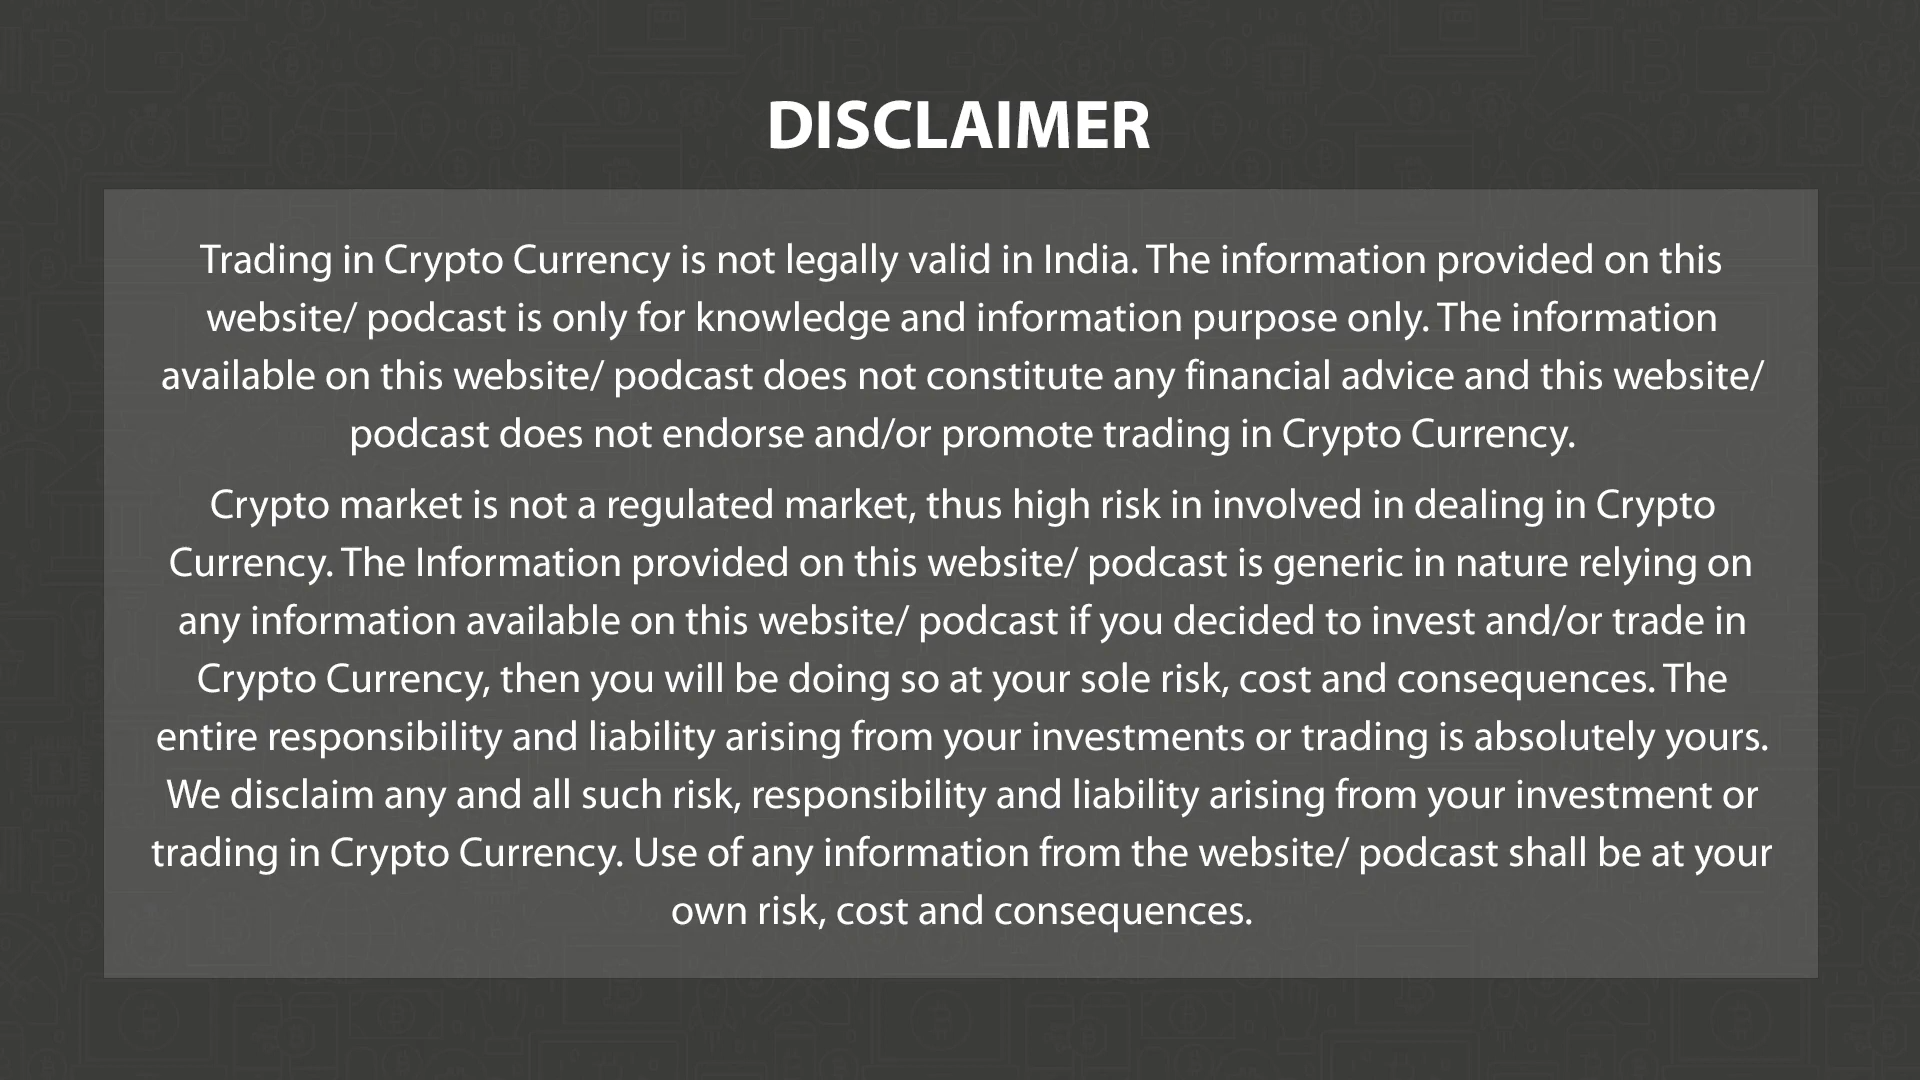 DISCLAIMER
Trading in Crypto Currency is not legally valid in India. The information provided on this
website/ podcast is only for knowledge and information purpose only. The information
available on this website/ podcast does not constitute any financial advice and this website/
podcast does not endorse and/or promote trading in Crypto Currency.
Crypto market is not a regulated market, thus high risk in involved in dealing in Crypto
Currency. The Information provided on this website/ podcast is generic in nature relying on
any information available on this website/ podcast if you decided to invest and/or trade in
Crypto Currency, then you will be doing so at your sole risk, cost and consequences. The
entire responsibility and liability arising from your investments or trading is absolutely yours.
We disclaim any and all such risk, responsibility and liability arising from your investment or
trading in Crypto Currency. Use of any information from the website/ podcast shall be at your
own risk, cost and consequences.